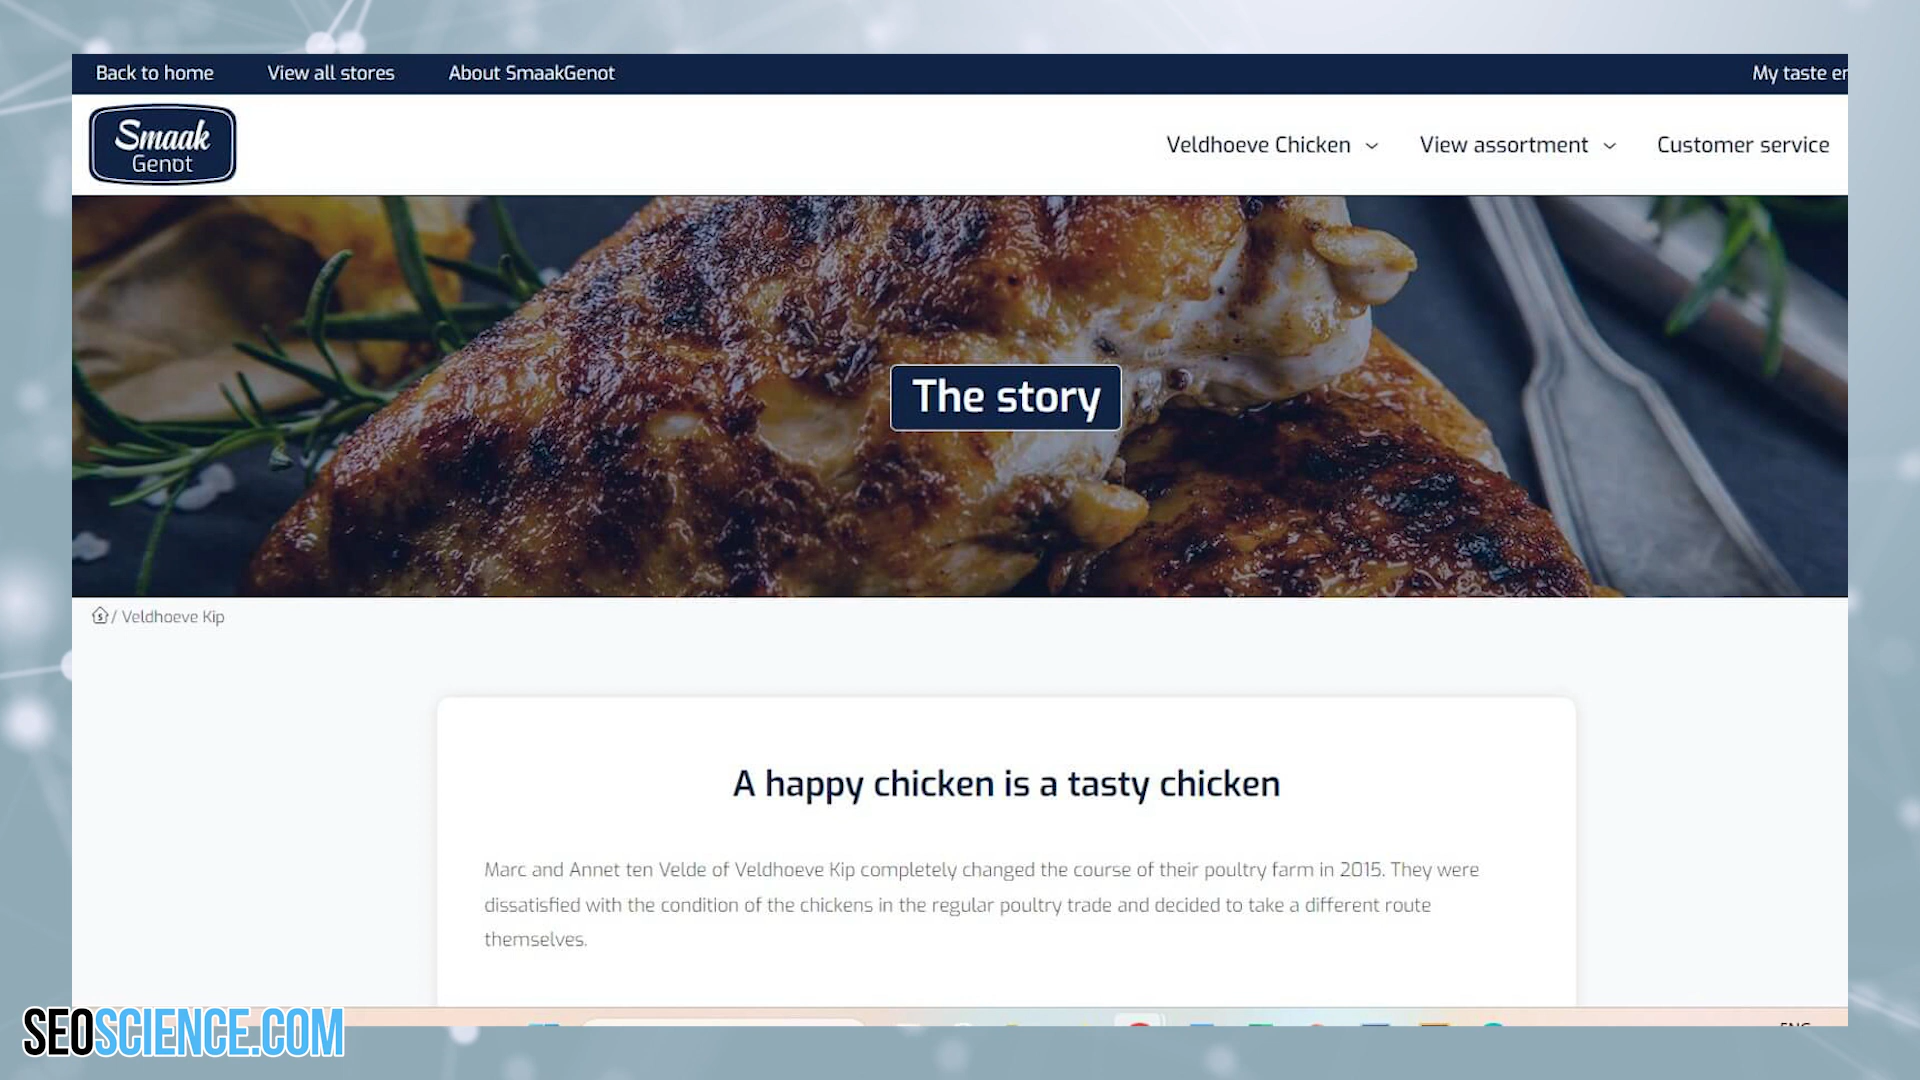 Back to home View all stores About SmaakGenot My taste
Smaak
Genot
Veldhoeve Chicken View assortment Customer service
The story
/ Veldhoeve Kip
A happy chicken is a tasty chicken
Marc and Annet ten Velde of Veldhoeve Kip completely changed the course of their poultry farm in 2015. They were
dissatisfied with the condition of the chickens in the regular poultry trade and decided to take a different route
themselves.
SEOSCIENCE.COM